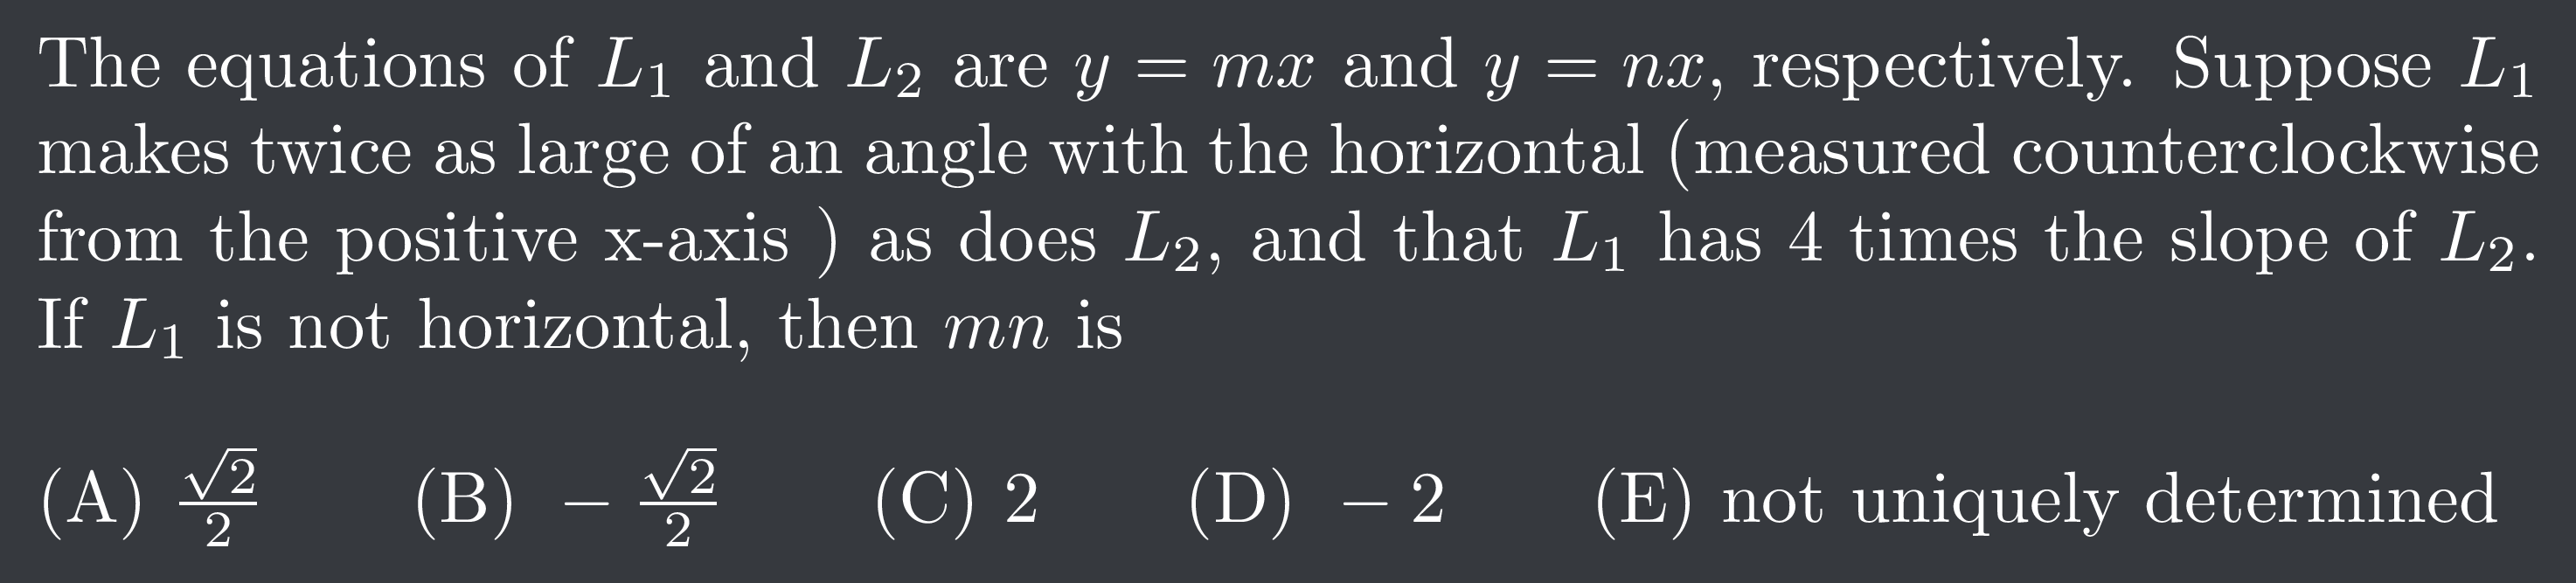 The equations of $L_1$ and $L_2$ are $y = mx$ and $y = nx$, respectively. Suppose $L_1$
makes twice as large of an angle with the horizontal (measured counterclockwise
from the positive x-axis ) as does $L_2$, and that $L_1$ has 4 times the slope of $L_2$.
If $L_1$ is not horizontal, then $mn$ is
(A) $\frac{\sqrt{2}}{2}$ (B) $-\frac{\sqrt{2}}{2}$ (C) 2 (D) $-2$ (E) not uniquely determined